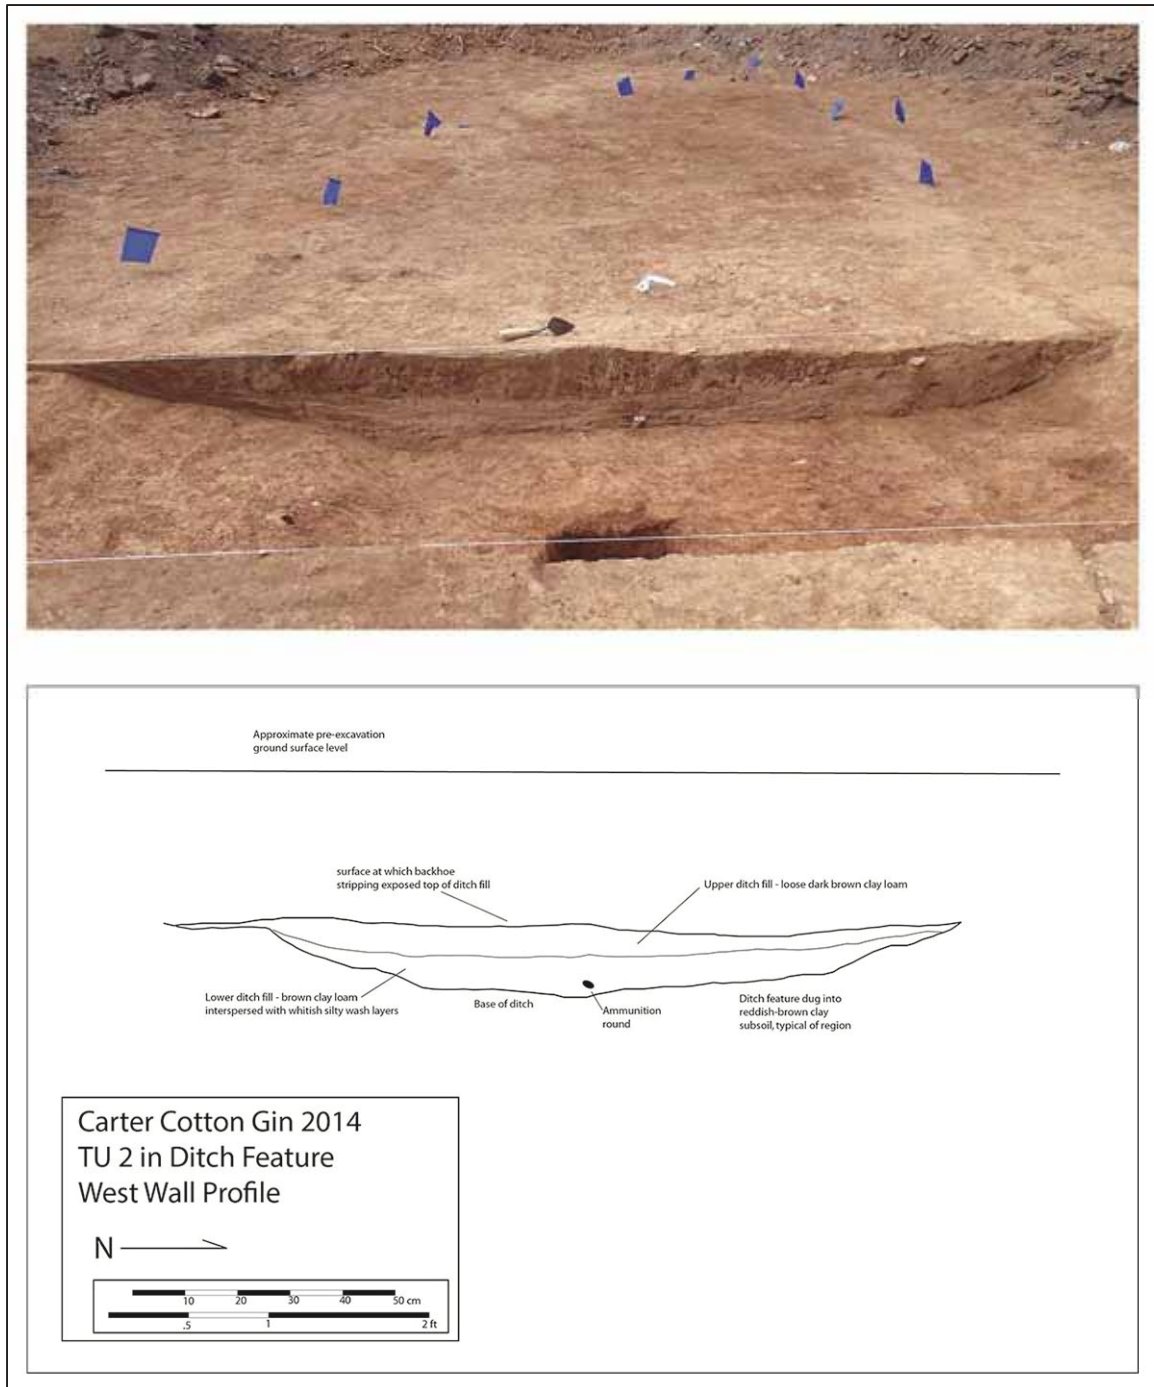 Approximate pre-excavation
ground surface level
surface at which backhoe
stripping exposed top of ditch fill
Upper ditch fill - loose dark brown clay loam
Lower ditch fill - brown clay loam
interspersed with whitish silty wash layers
Base of ditch
Ammunition
round
Ditch feature dug into
reddish-brown clay
subsoil, typical of region
Carter Cotton Gin 2014
TU 2 in Ditch Feature
West Wall Profile
N
10 20 30 40 50 cm
.5 1 2 ft